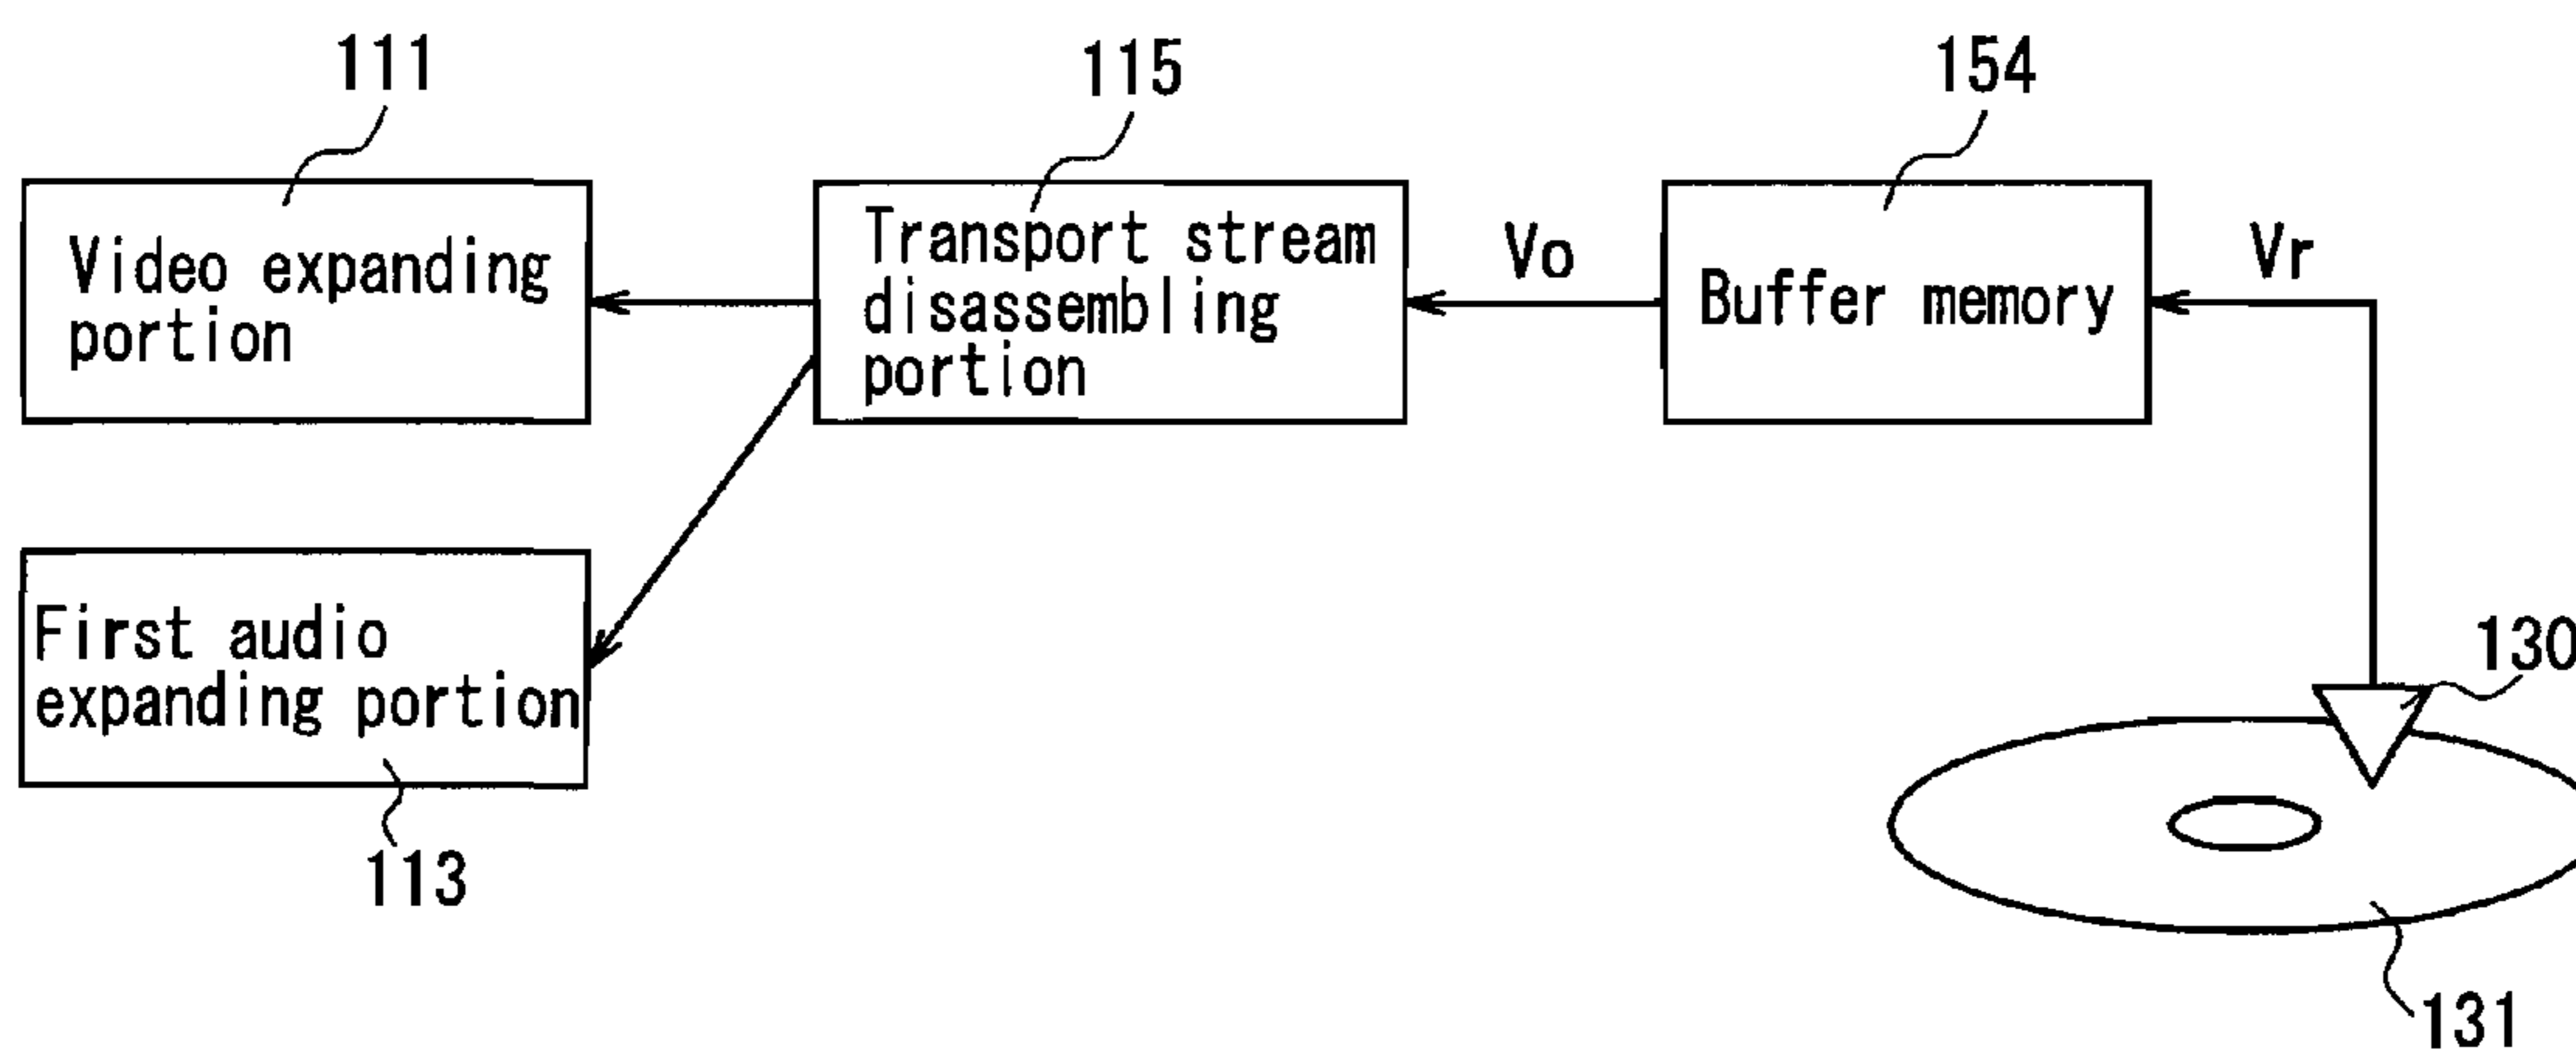 111
115
154
Video expanding
portion
Transport stream
disassembling
portion
Vo
Buffer memory
Vr
First audio
expanding portion
113
130
131